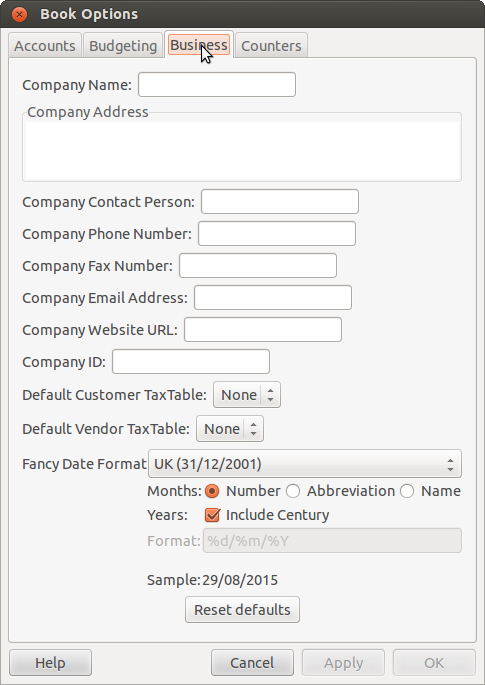 Book Options
Accounts Budgeting Business Counters
Company Name:
Company Address
Company Contact Person:
Company Phone Number:
Company Fax Number:
Company Email Address:
Company Website URL:
Company ID:
Default Customer TaxTable: None
Default Vendor TaxTable: None
Fancy Date Format UK (31/12/2001)
Months: Number Abbreviation Name
Years: Include Century
Format: %d/%m/%Y
Sample: 29/08/2015
Reset defaults
Help Cancel Apply OK